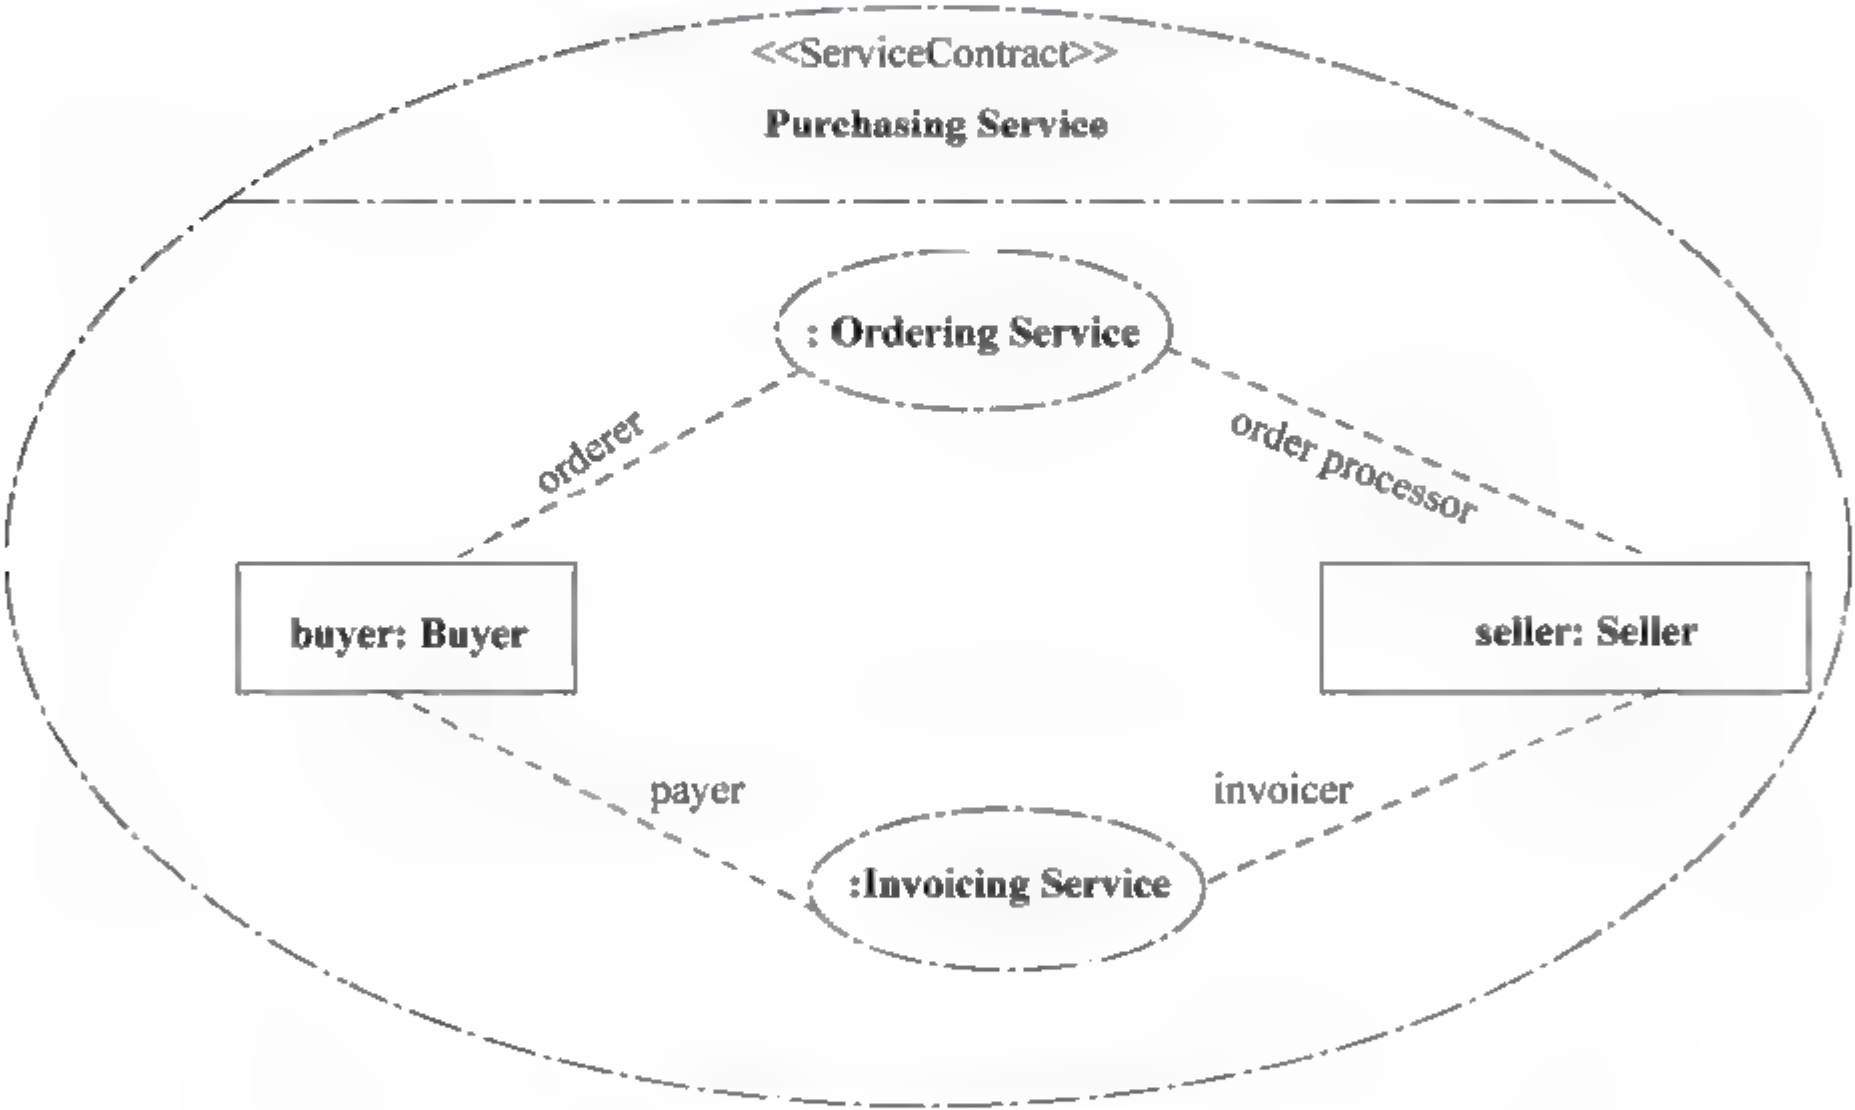 <<ServiceContract>>
Purchasing Service
: Ordering Service
orderer
order processor
buyer: Buyer
seller: Seller
payer
invoicer
:Invoicing Service